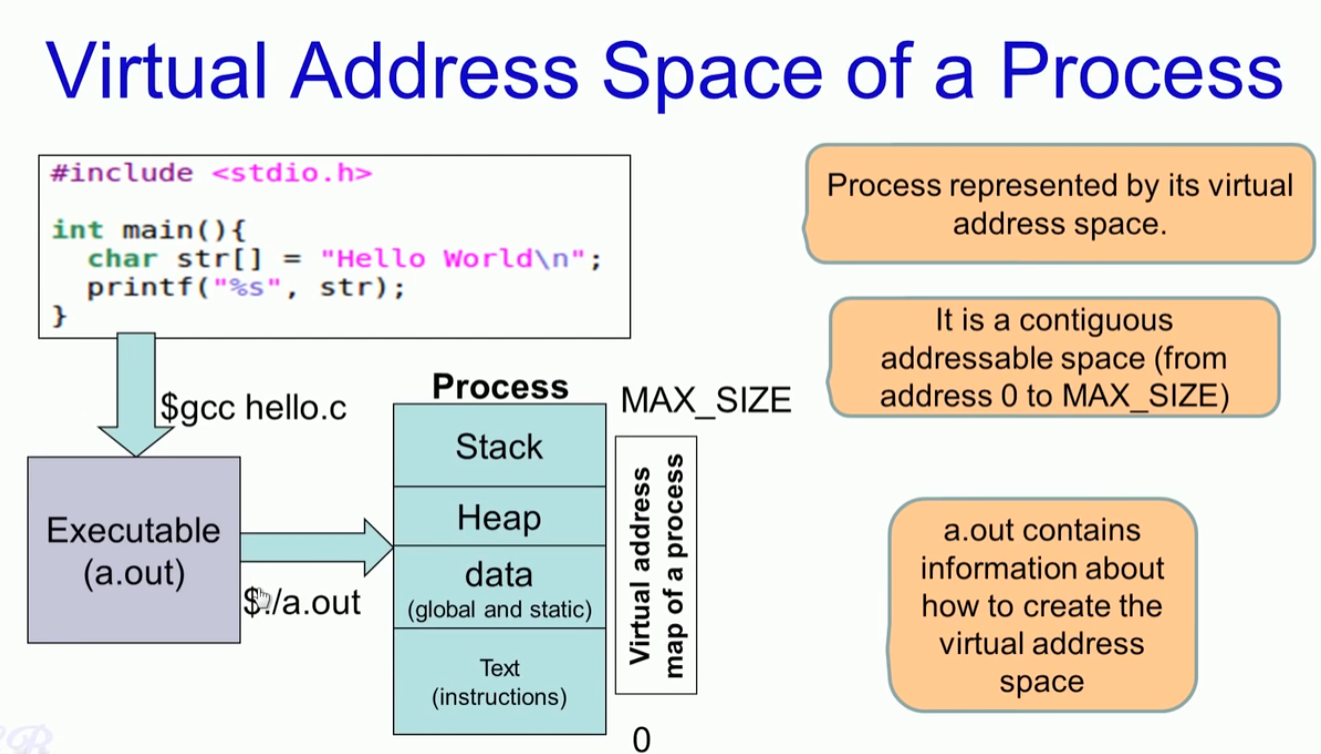 Virtual Address Space of a Process
#include <stdio.h>
int main(){
char str[] = "Hello World\n";
printf("%s", str);
}
$gcc hello.c
Executable
(a.out)
$./a.out
Process
Stack
Heap
data
(global and static)
Text
(instructions)
MAX_SIZE
Virtual address
map of a process
0
Process represented by its virtual
address space.
It is a contiguous
addressable space (from
address 0 to MAX_SIZE)
a.out contains
information about
how to create the
virtual address
space